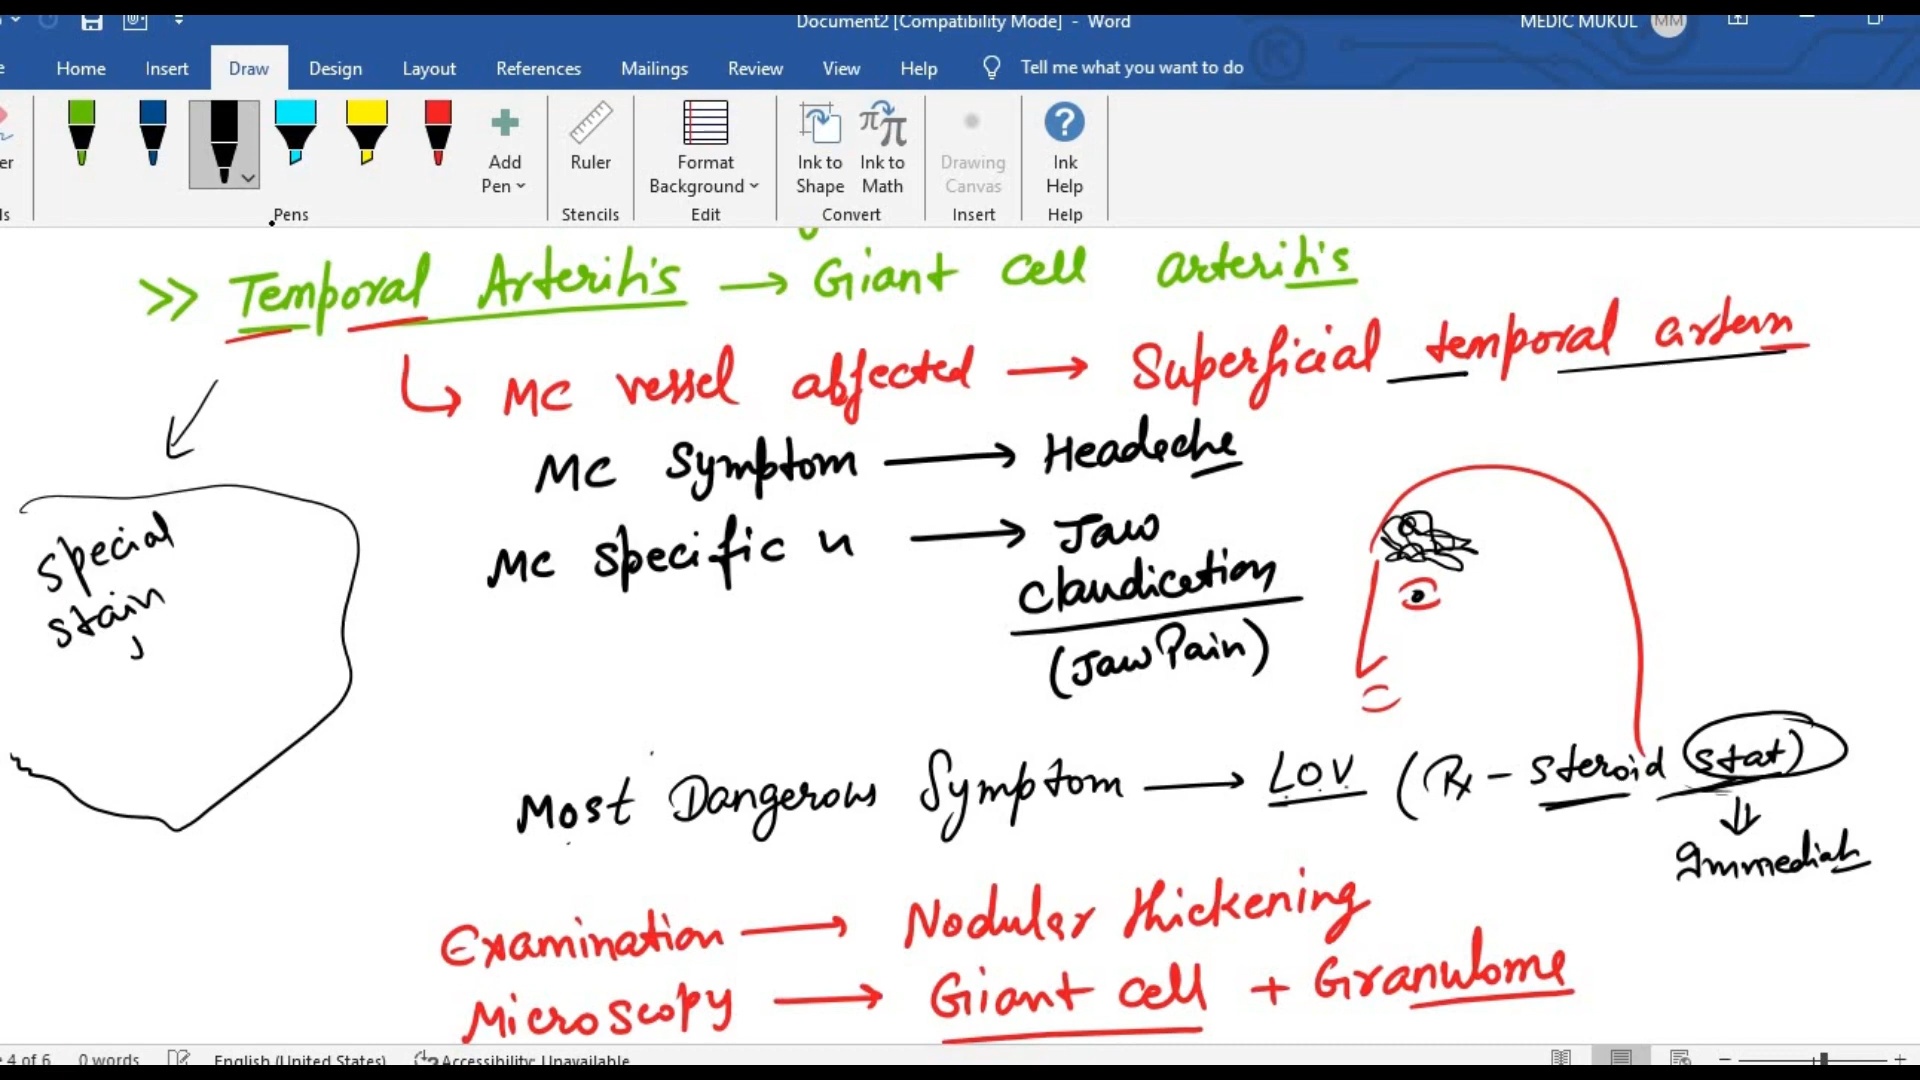 Document2 [Compatibility Mode] - Word
MEDIC MUKUL MM
Home Insert Draw Design Layout References Mailings Review View Help Tell me what you want to do
Add Pen
Ruler
Format Background
Ink to Shape
Ink to Math
Drawing Canvas
Ink Help
Pens Stencils Edit Convert Insert Help
>> Temporal Arteritis → Giant cell arteritis
MC vessel affected → Superficial temporal artery
MC Symptom → Headache
MC Specific 〃 → Jaw
claudication
(Jaw Pain)
special
stain
Most Dangerous Symptom → LOV (Rx - steroid stat)
Immediate
Examination → Nodular thickening
Microscopy → Giant cell + Granuloma
4 of 6 0 words English (United States) Accessibility: Unavailable